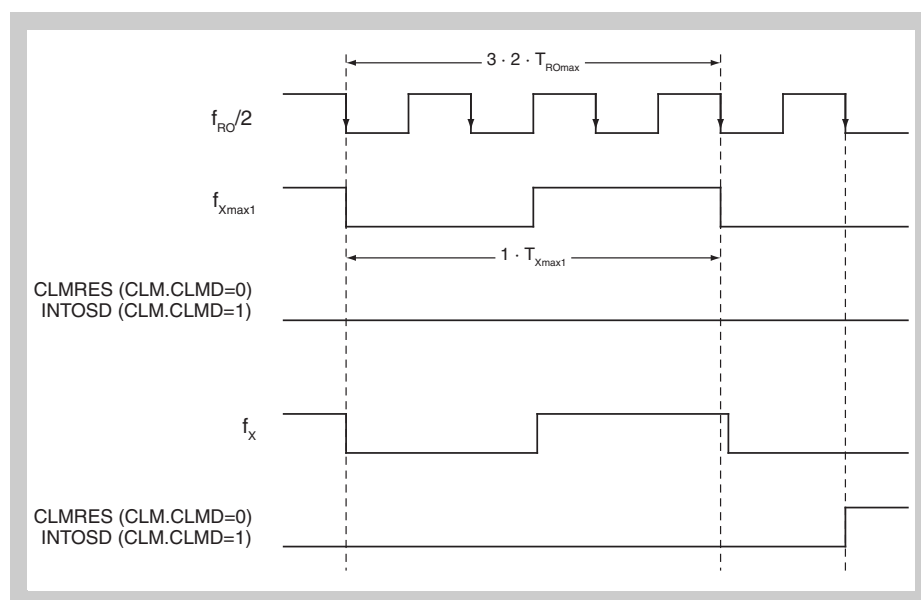 3 · 2 · T_ROmax
f_RO/2
f_Xmax1
1 · T_Xmax1
CLMRES (CLM.CLMD=0)
INTOSD (CLM.CLMD=1)
f_X
CLMRES (CLM.CLMD=0)
INTOSD (CLM.CLMD=1)